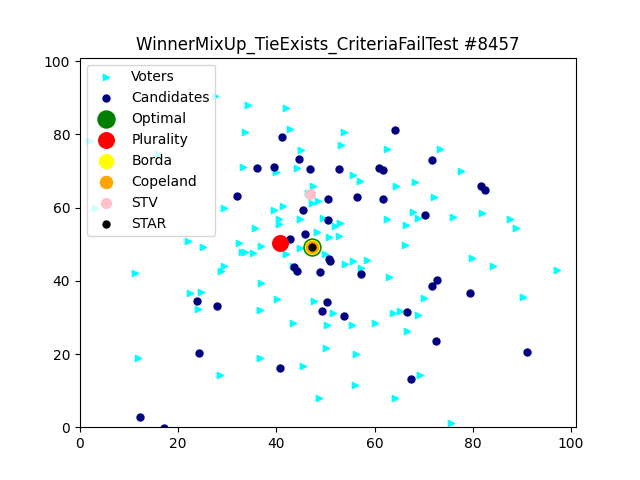 WinnerMixUp_TieExists_CriteriaFailTest #8457
100
80
60
40
20
0
Voters
Candidates
Optimal
Plurality
Borda
Copeland
STV
STAR
0 20 40 60 80 100